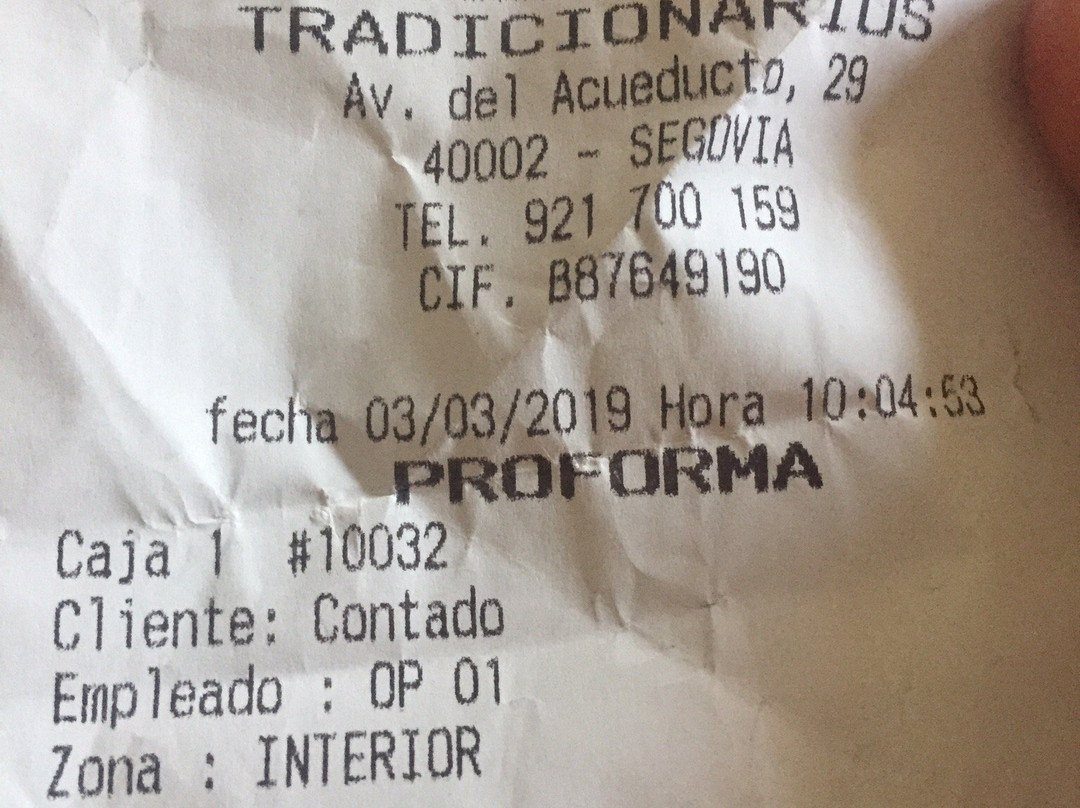 TRADICIONARIUS
Av. del Acueducto, 29
40002 - SEGOVIA
TEL. 921 700 159
CIF. B87649190
fecha 03/03/2019 Hora 10:04:53
PROFORMA
Caja 1 #10032
Cliente: Contado
Empleado : OP 01
Zona : INTERIOR